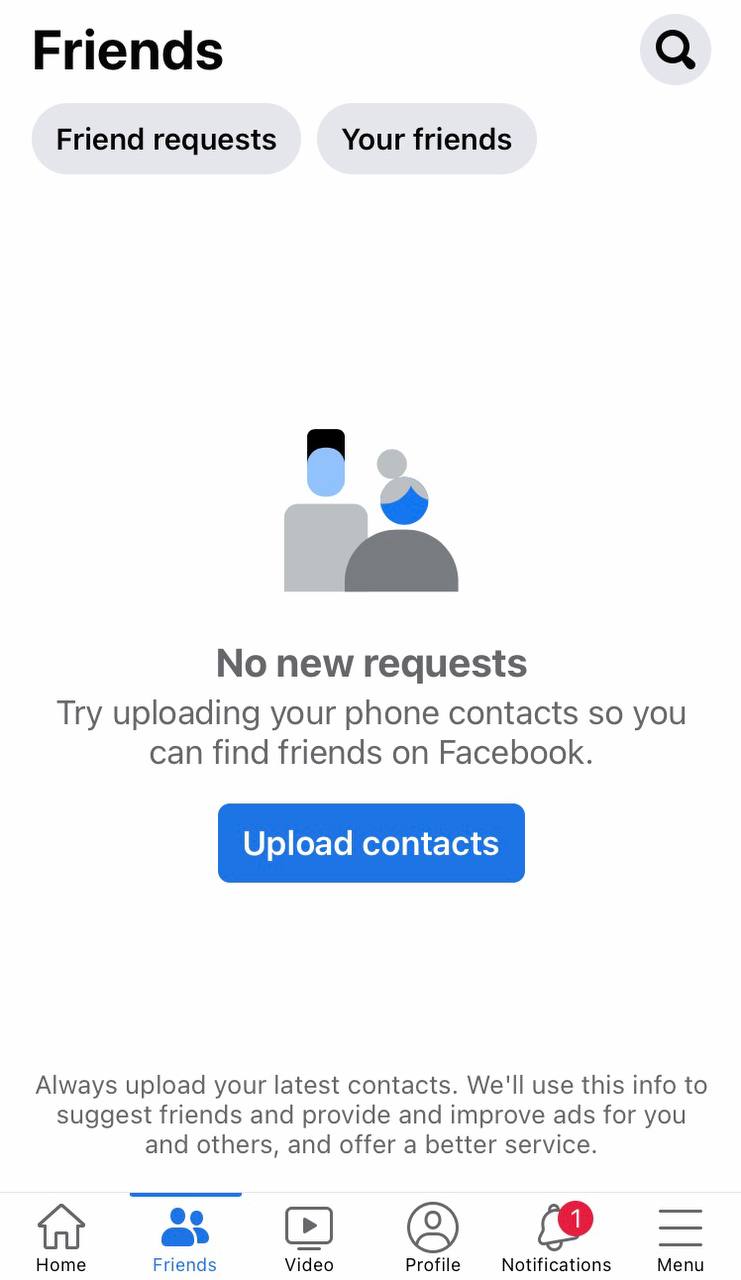 Friends
Friend requests
Your friends
No new requests
Try uploading your phone contacts so you
can find friends on Facebook.
Upload contacts
Always upload your latest contacts. We'll use this info to
suggest friends and provide and improve ads for you
and others, and offer a better service.
1
Home
Friends
Video
Profile
Notifications
Menu